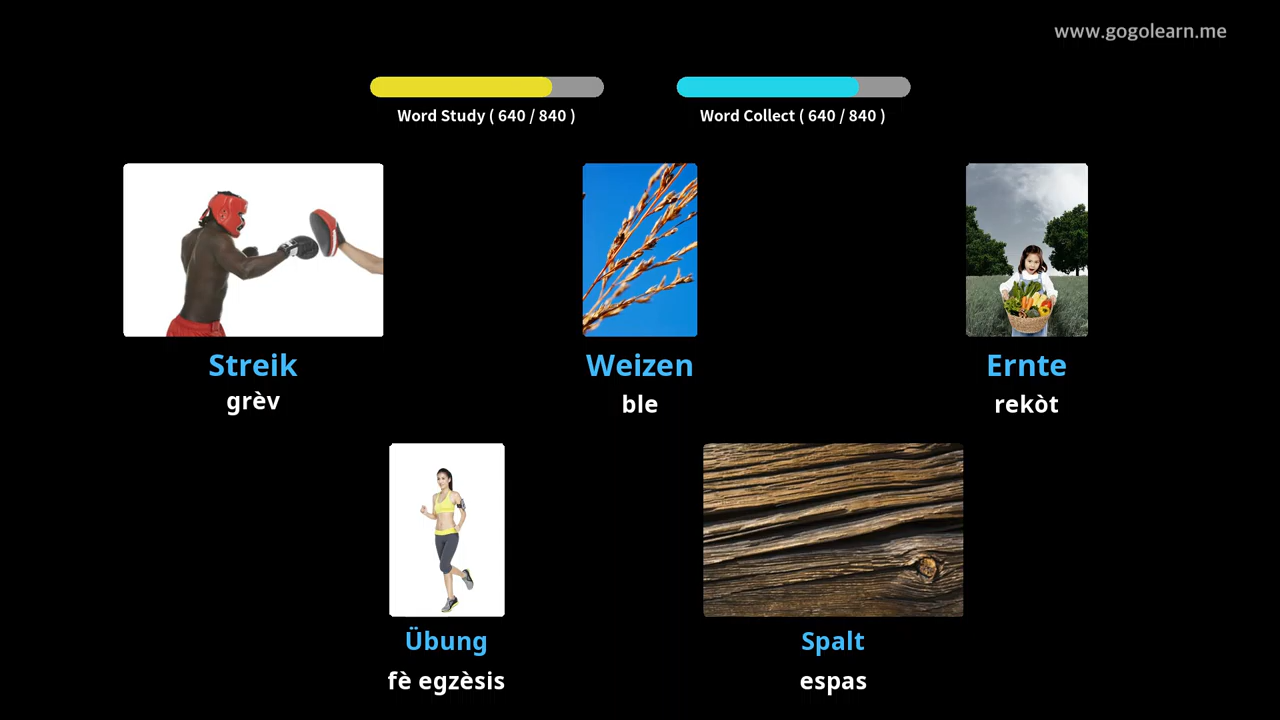 www.gogolearn.me
Word Study ( 640 / 840 )
Word Collect ( 640 / 840 )
Streik
grèv
Weizen
ble
Ernte
rekòt
Übung
fè egzèsis
Spalt
espas